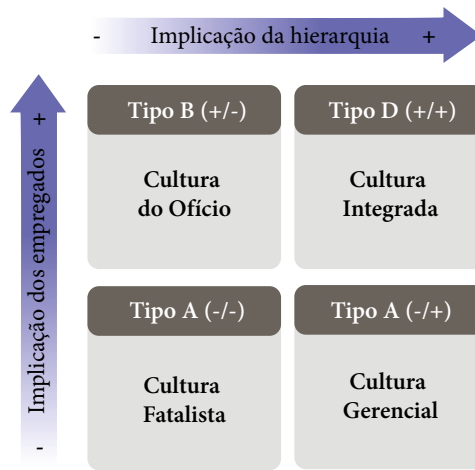 - Implicação da hierarquia +
Implicação dos empregados
+
-
Tipo B (+/-)
Cultura
do Ofício
Tipo D (+/+)
Cultura
Integrada
Tipo A (-/-)
Cultura
Fatalista
Tipo A (-/+)
Cultura
Gerencial